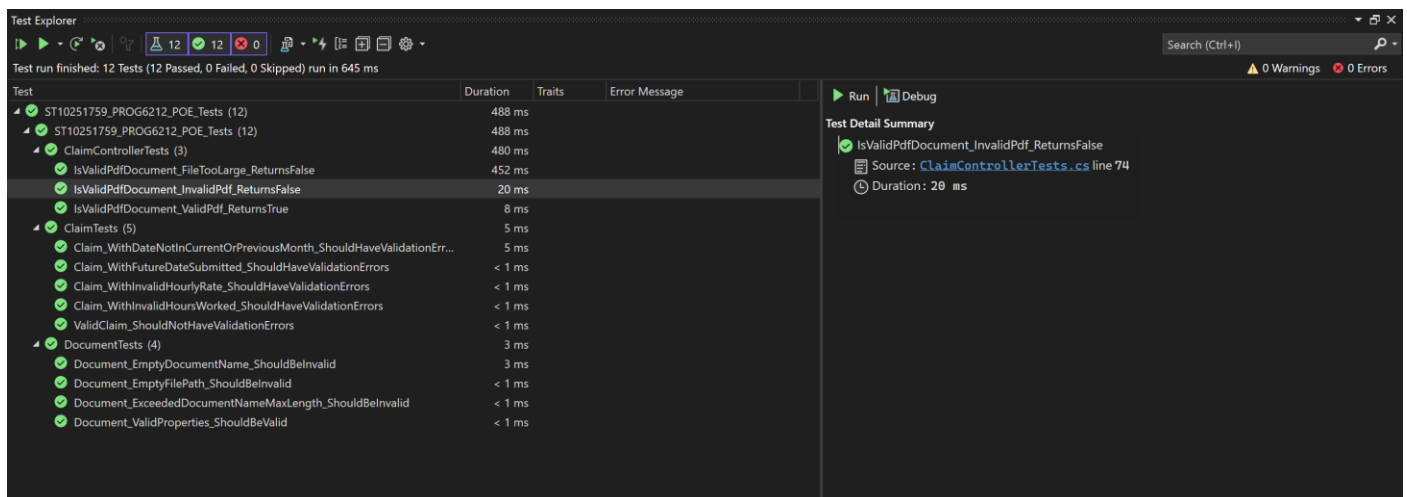 Test Explorer
12 12 0
Search (Ctrl+I)
Test run finished: 12 Tests (12 Passed, 0 Failed, 0 Skipped) run in 645 ms
0 Warnings 0 Errors
Test Duration Traits Error Message
ST10251759_PROG6212_POE_Tests (12) 488 ms
ST10251759_PROG6212_POE_Tests (12) 488 ms
ClaimControllerTests (3) 480 ms
IsValidPdfDocument_FileTooLarge_ReturnsFalse 452 ms
IsValidPdfDocument_InvalidPdf_ReturnsFalse 20 ms
IsValidPdfDocument_ValidPdf_ReturnsTrue 8 ms
ClaimTests (5) 5 ms
Claim_WithDateNotInCurrentOrPreviousMonth_ShouldHaveValidationErr... 5 ms
Claim_WithFutureDateSubmitted_ShouldHaveValidationErrors < 1 ms
Claim_WithInvalidHourlyRate_ShouldHaveValidationErrors < 1 ms
Claim_WithInvalidHoursWorked_ShouldHaveValidationErrors < 1 ms
ValidClaim_ShouldNotHaveValidationErrors < 1 ms
DocumentTests (4) 3 ms
Document_EmptyDocumentName_ShouldBeInvalid 3 ms
Document_EmptyFilePath_ShouldBeInvalid < 1 ms
Document_ExceededDocumentNameMaxLength_ShouldBeInvalid < 1 ms
Document_ValidProperties_ShouldBeValid < 1 ms
Run Debug
Test Detail Summary
IsValidPdfDocument_InvalidPdf_ReturnsFalse
Source: ClaimControllerTests.cs line 74
Duration: 20 ms